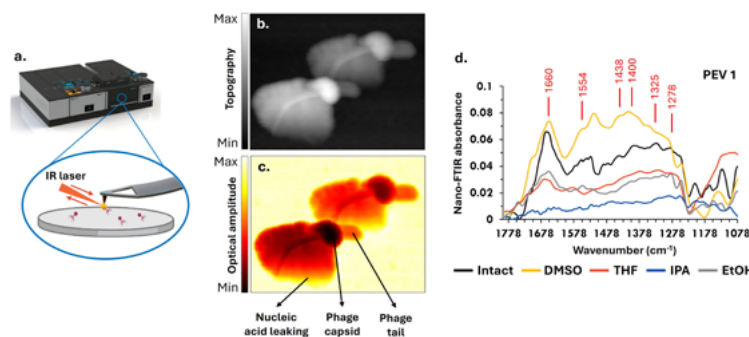 a.
IR laser
b.
Max
Topography
Min
c.
Max
Optical amplitude
Min
Nucleic
acid leaking
Phage
capsid
Phage
tail
d.
PEV 1
1660
1554
1438
1400
1325
1278
Nano-FTIR absorbance
0.1
0.08
0.06
0.04
0.02
0
1778 1678 1578 1478 1378 1278 1178 1078
Wavenumber (cm⁻¹)
Intact DMSO THF IPA EtOH